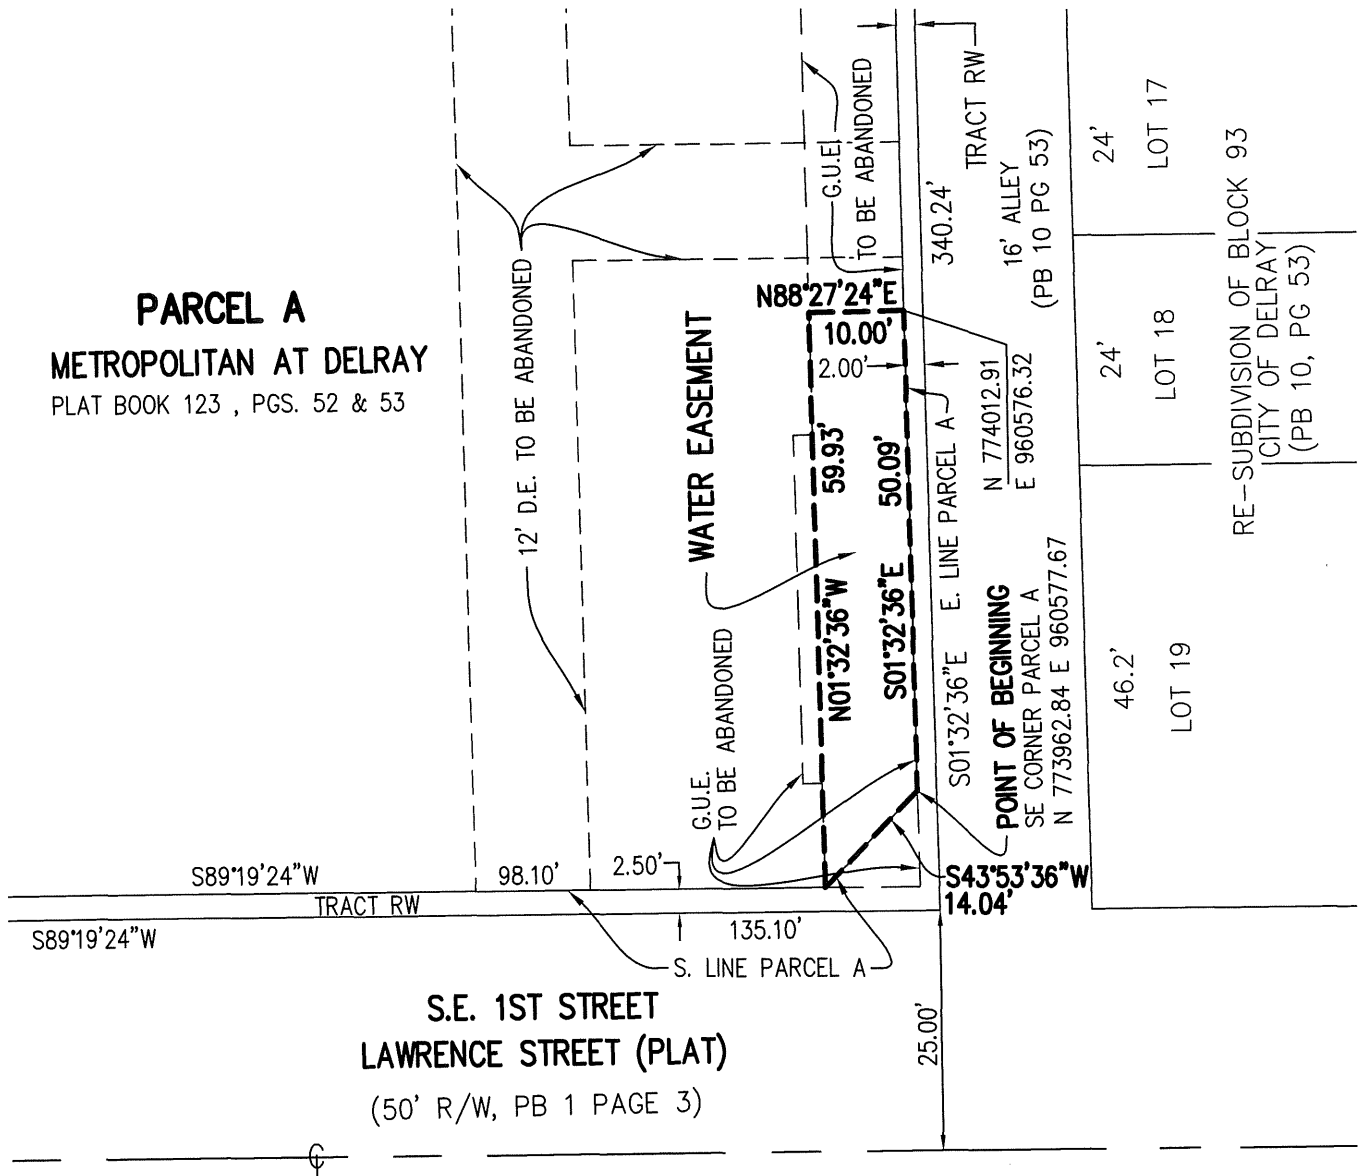 PARCEL A
METROPOLITAN AT DELRAY
PLAT BOOK 123 , PGS. 52 & 53
12' D.E. TO BE ABANDONED
G.U.E.
TO BE ABANDONED
TRACT RW
340.24'
16' ALLEY
(PB 10 PG 53)
24'
LOT 17
24'
LOT 18
46.2'
LOT 19
RE-SUBDIVISION OF BLOCK 93
CITY OF DELRAY
(PB 10, PG 53)
N88°27'24"E
10.00'
2.00'
WATER EASEMENT
59.93'
N01°32'36"W
50.09'
S01°32'36"E
S01°32'36"E E. LINE PARCEL A
N 774012.91
E 960576.32
POINT OF BEGINNING
SE CORNER PARCEL A
N 773962.84 E 960577.67
G.U.E.
TO BE ABANDONED
S43°53'36"W
14.04'
S89°19'24"W
98.10'
2.50'
TRACT RW
S89°19'24"W
135.10'
S. LINE PARCEL A
S.E. 1ST STREET
LAWRENCE STREET (PLAT)
(50' R/W, PB 1 PAGE 3)
25.00'